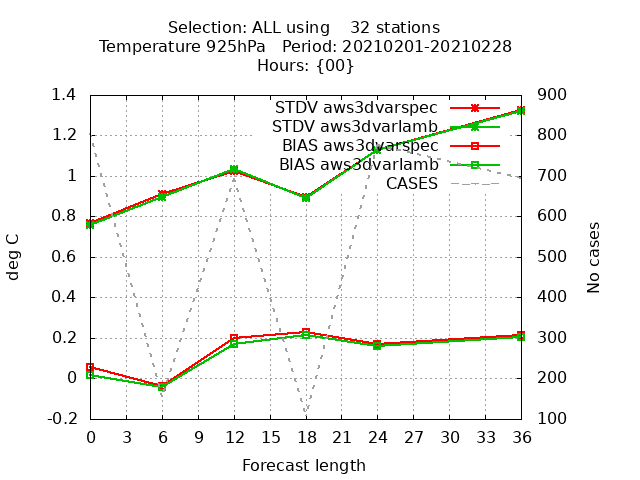 Selection: ALL using    32 stations
Temperature 925hPa   Period: 20210201-20210228
Hours: {00}
1.4
1.2
1
0.8
0.6
0.4
0.2
0
-0.2
deg C
STDV aws3dvarspec
STDV aws3dvarlamb
BIAS aws3dvarspec
BIAS aws3dvarlamb
CASES
900
800
700
600
500
400
300
200
100
No cases
0 3 6 9 12 15 18 21 24 27 30 33 36
Forecast length